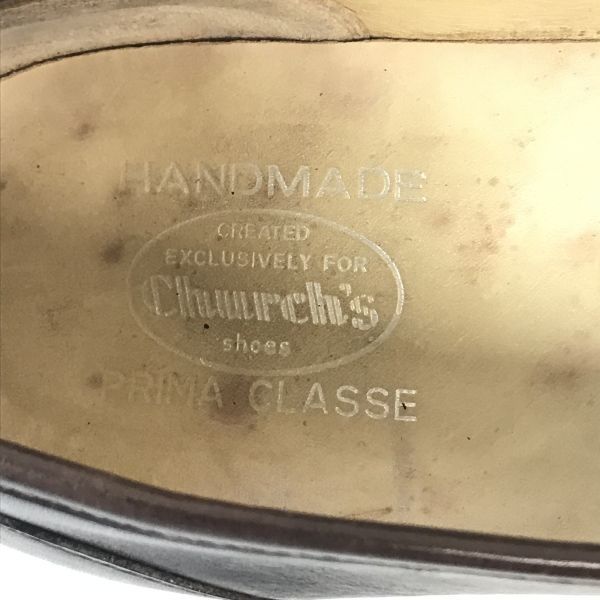 HANDMADE
CREATED
EXCLUSIVELY FOR
Church's
shoes
PRIMA CLASSE